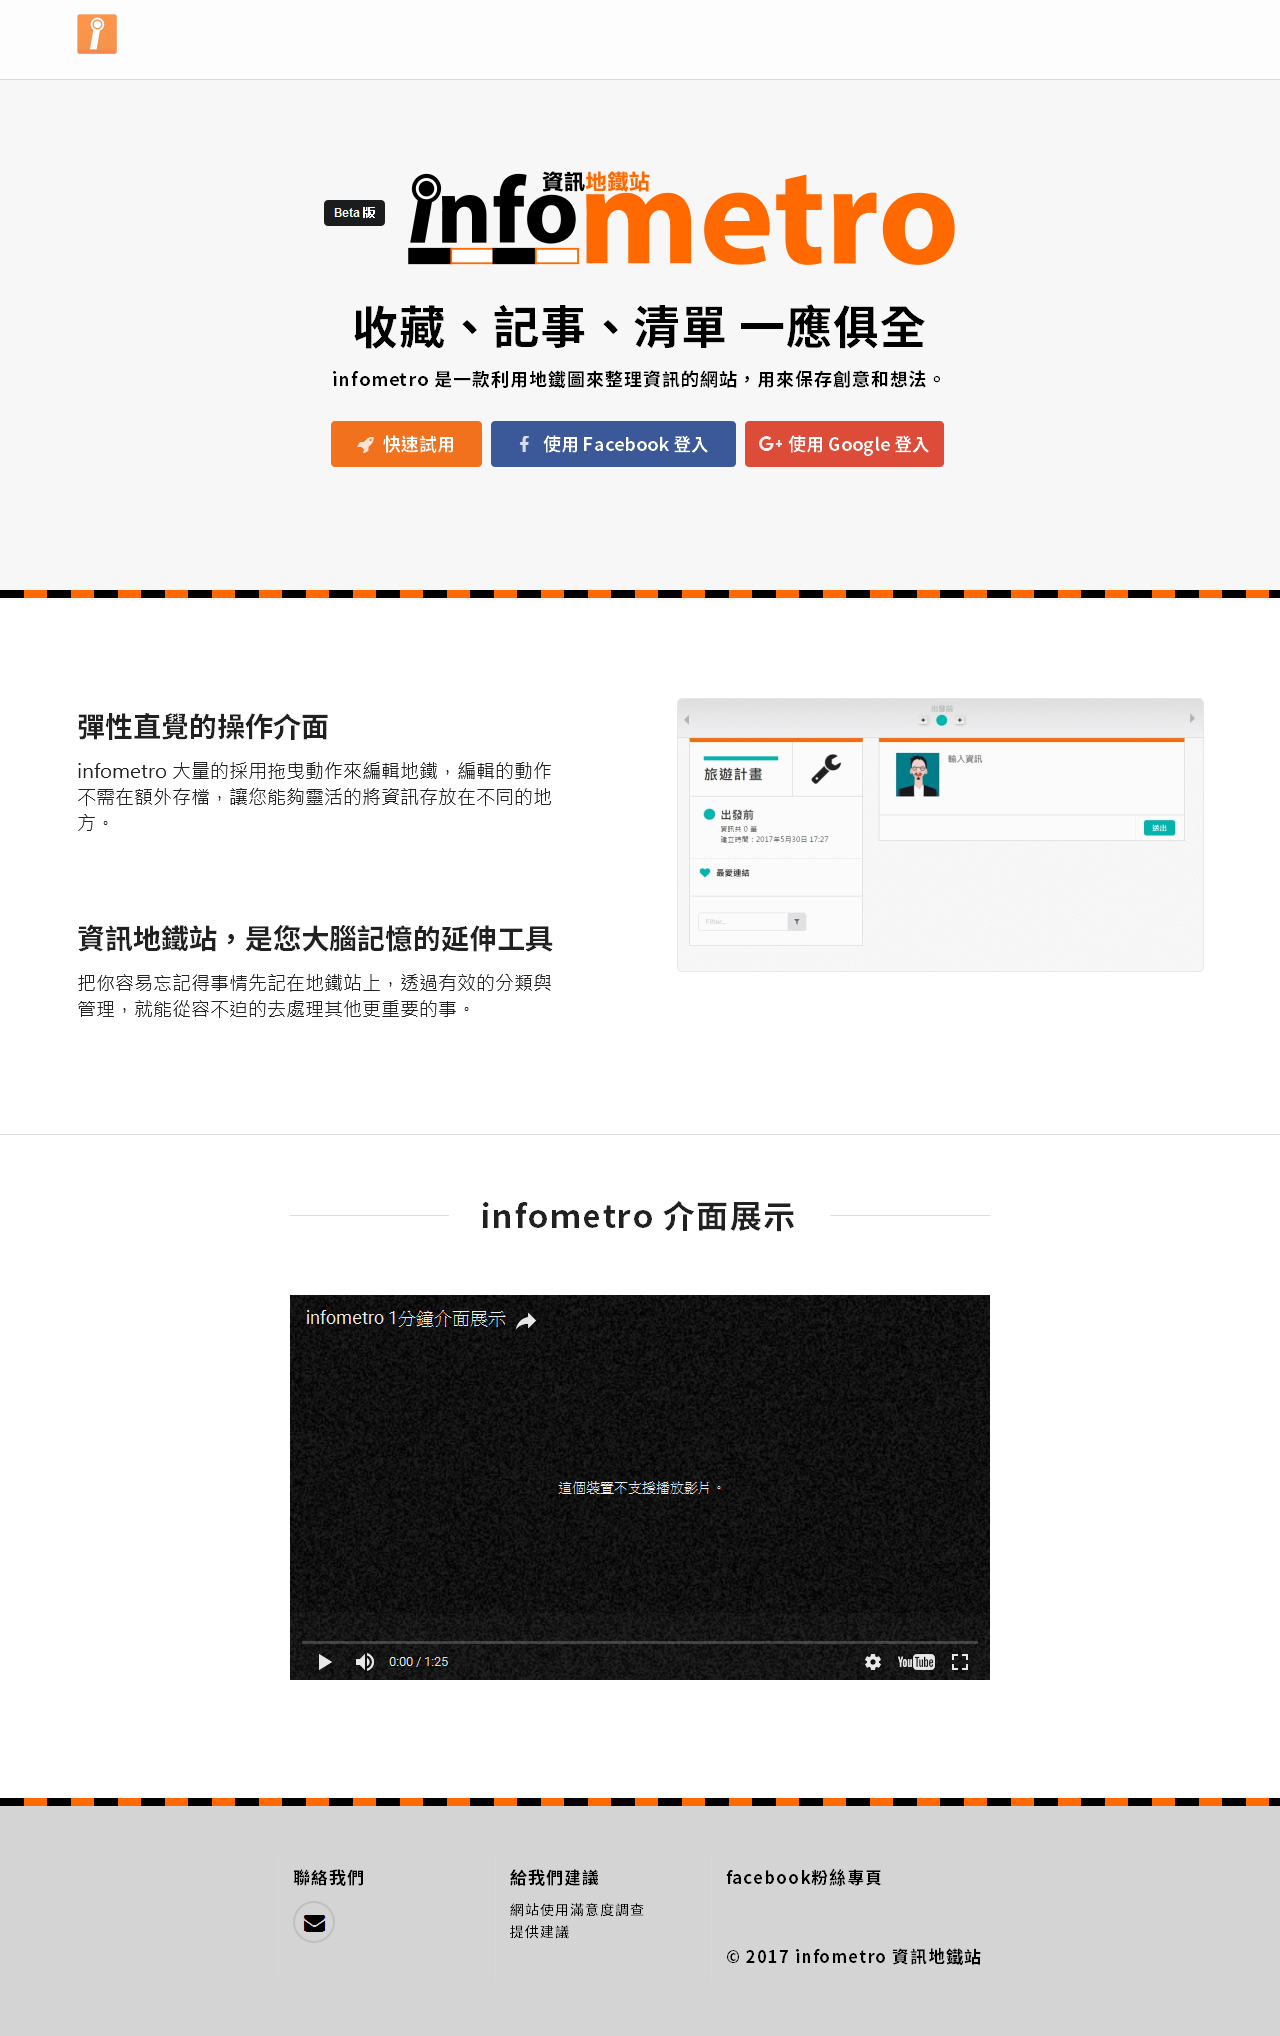 Beta 版
資訊地鐵站
infometro
收藏、記事、清單 一應俱全
infometro 是一款利用地鐵圖來整理資訊的網站，用來保存創意和想法。
快速試用
使用 Facebook 登入
G+ 使用 Google 登入
彈性直覺的操作介面
infometro 大量的採用拖曳動作來編輯地鐵，編輯的動作
不需在額外存檔，讓您能夠靈活的將資訊存放在不同的地
方。
資訊地鐵站，是您大腦記憶的延伸工具
把你容易忘記得事情先記在地鐵站上，透過有效的分類與
管理，就能從容不迫的去處理其他更重要的事。
出發前
旅遊計畫
輸入資訊
送出
出發前
資訊共 0 筆
建立時間：2017年5月30日 17:27
最愛連結
Filter...
infometro 介面展示
infometro 1分鐘介面展示
這個裝置不支援播放影片。
0:00 / 1:25
YouTube
聯絡我們
給我們建議
網站使用滿意度調查
提供建議
facebook粉絲專頁
© 2017 infometro 資訊地鐵站